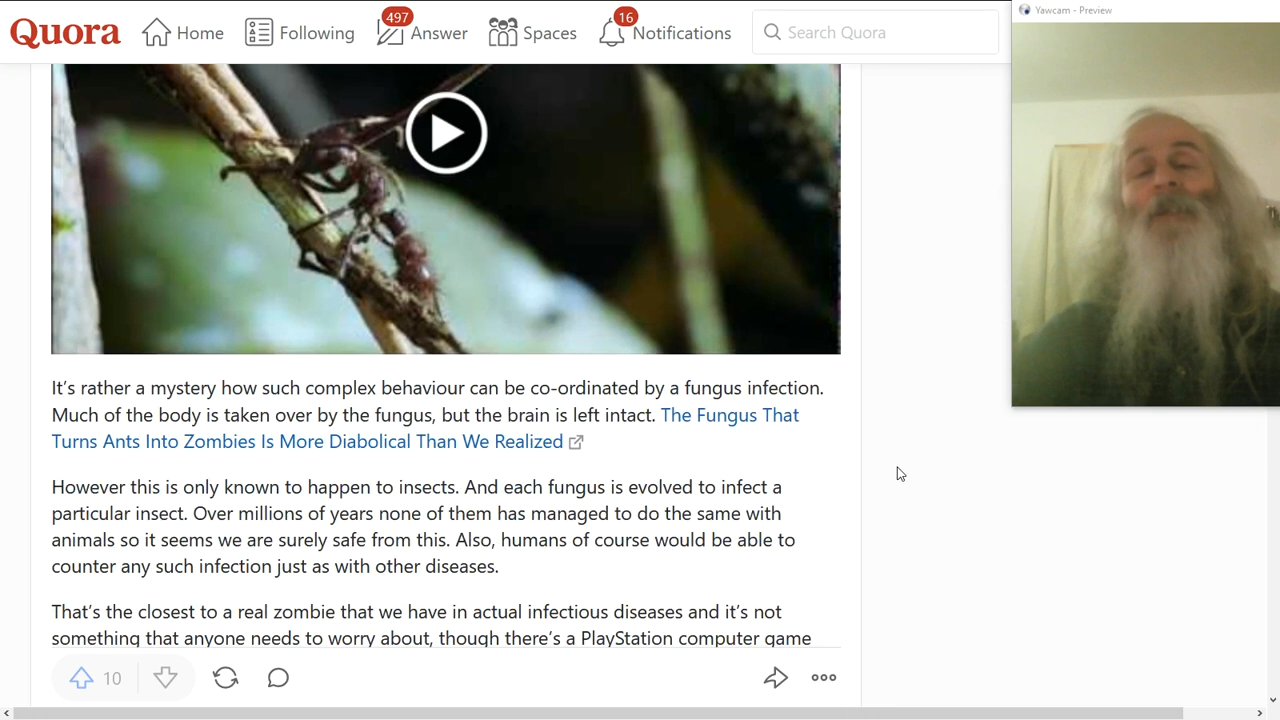 Quora
Home
Following
497
Answer
Spaces
16
Notifications
Search Quora
Yawcam - Preview
It's rather a mystery how such complex behaviour can be co-ordinated by a fungus infection.
Much of the body is taken over by the fungus, but the brain is left intact. The Fungus That
Turns Ants Into Zombies Is More Diabolical Than We Realized
However this is only known to happen to insects. And each fungus is evolved to infect a
particular insect. Over millions of years none of them has managed to do the same with
animals so it seems we are surely safe from this. Also, humans of course would be able to
counter any such infection just as with other diseases.
That's the closest to a real zombie that we have in actual infectious diseases and it's not
something that anyone needs to worry about, though there's a PlayStation computer game
10